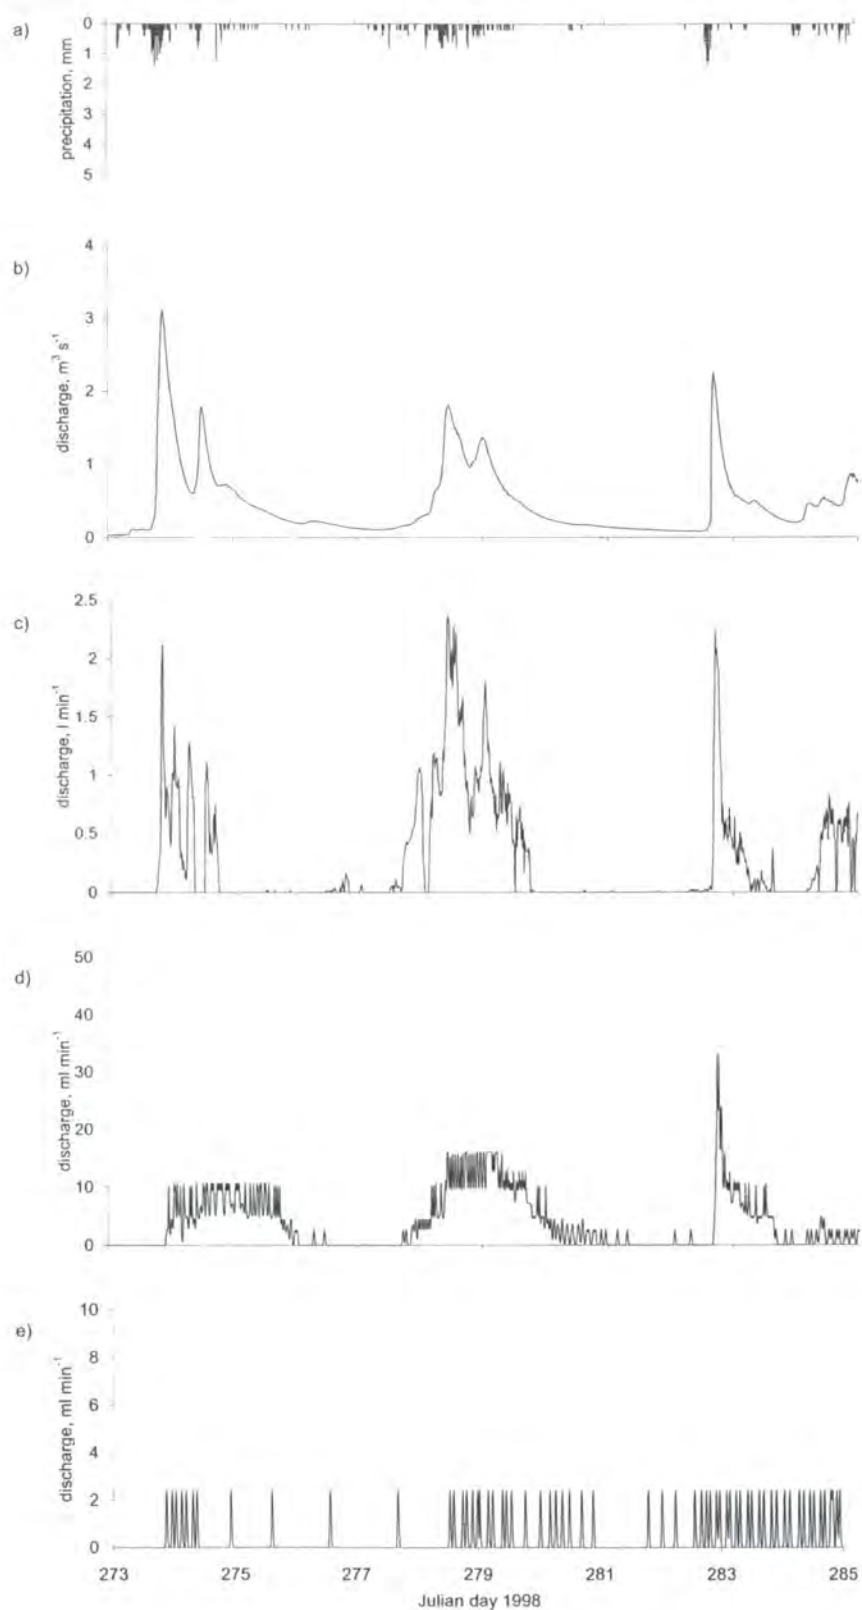 a)
0
1
2
3
4
5
precipitation, mm
b)
4
3
2
1
0
discharge, m³ s⁻¹
c)
2.5
2
1.5
1
0.5
0
discharge, l min⁻¹
d)
50
40
30
20
10
0
discharge, ml min⁻¹
e)
10
8
6
4
2
0
discharge, ml min⁻¹
273 275 277 279 281 283 285
Julian day 1998